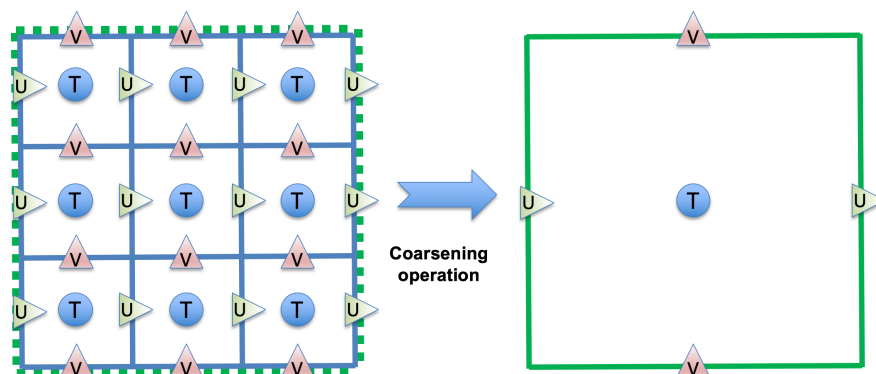 V V V V
U T U T U T U
V V V
U T U T U T U U T U
V V V
Coarsening
operation
U T U T U T U
V V V V